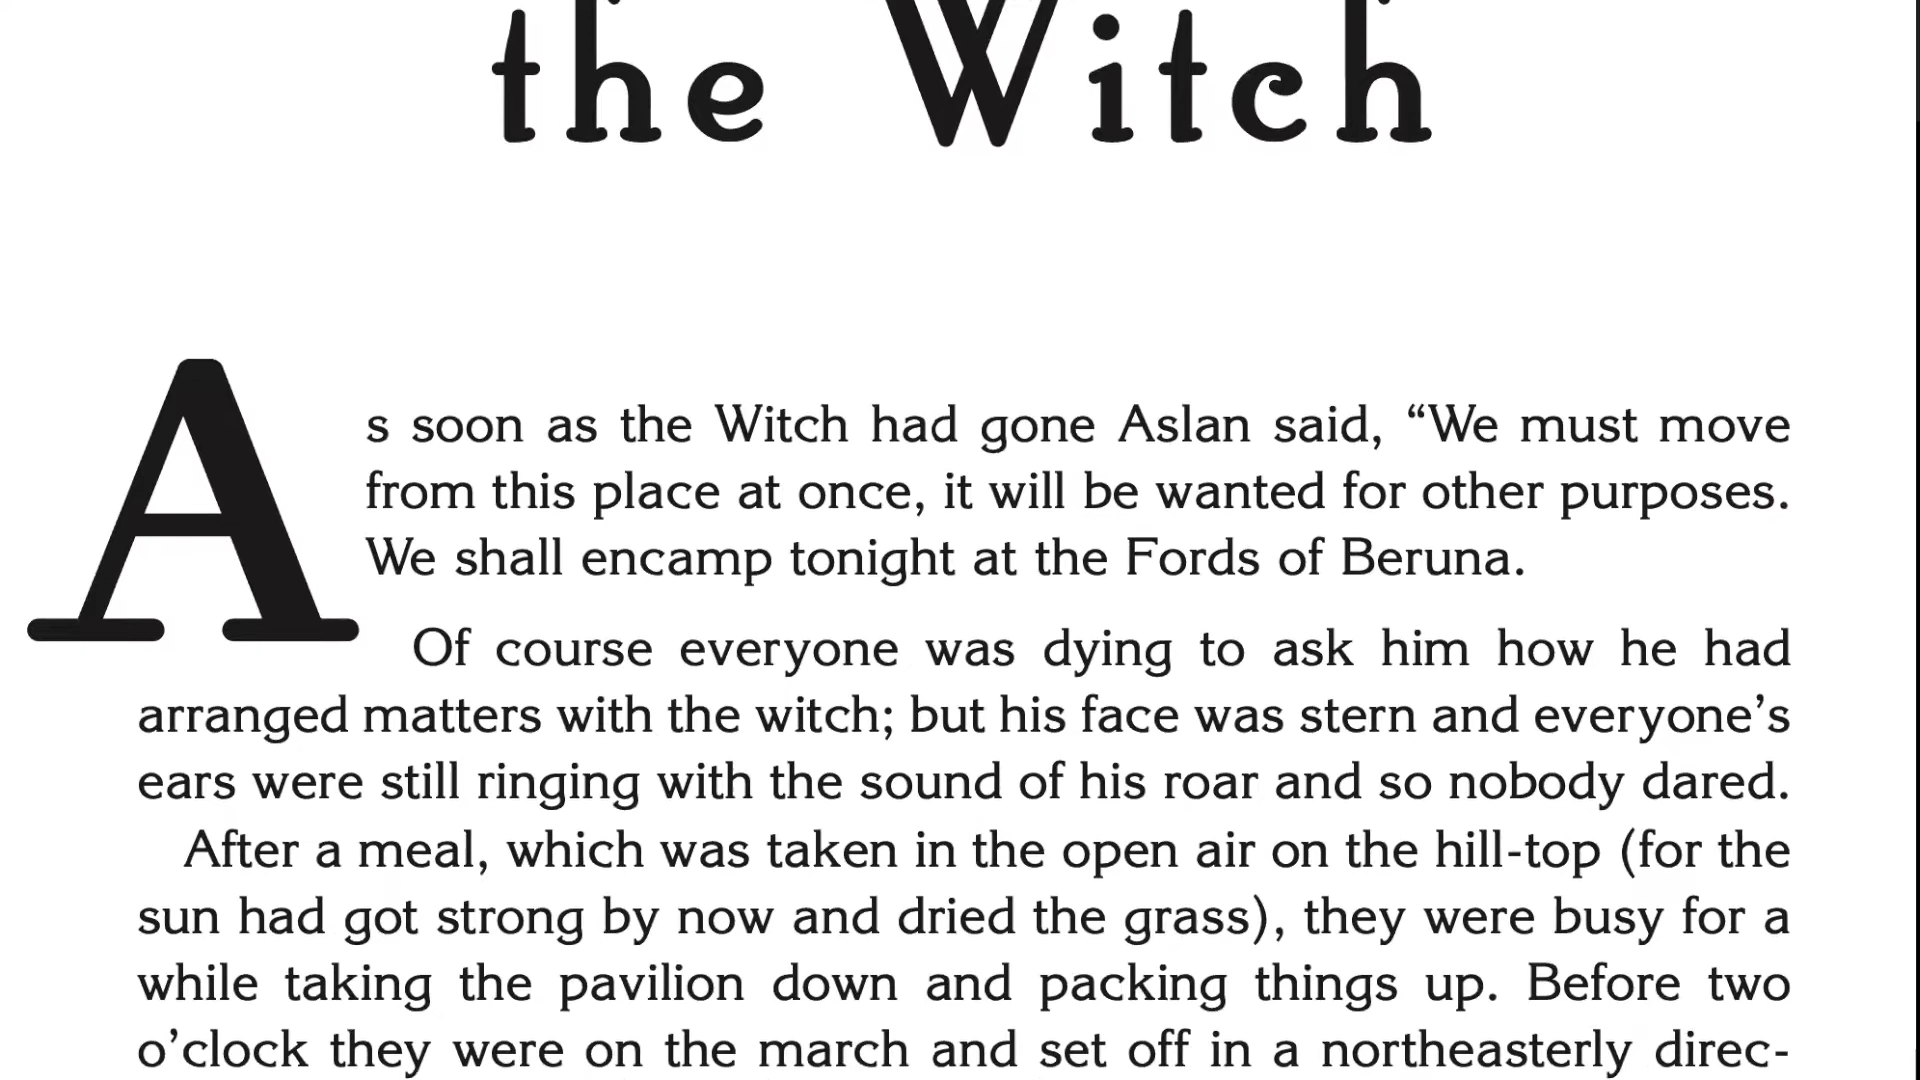 the Witch
As soon as the Witch had gone Aslan said, “We must move
from this place at once, it will be wanted for other purposes.
We shall encamp tonight at the Fords of Beruna.
Of course everyone was dying to ask him how he had
arranged matters with the witch; but his face was stern and everyone’s
ears were still ringing with the sound of his roar and so nobody dared.
After a meal, which was taken in the open air on the hill-top (for the
sun had got strong by now and dried the grass), they were busy for a
while taking the pavilion down and packing things up. Before two
o’clock they were on the march and set off in a northeasterly direc-